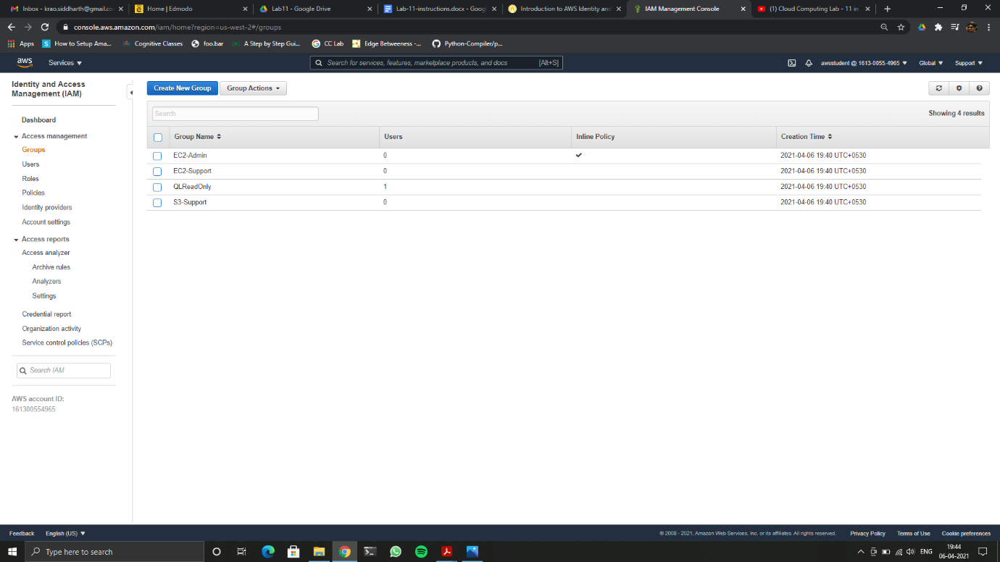 Inbox - krao.siddharth@gmail.co
Home | Edmodo
Lab11 - Google Drive
Lab-11-instructions.docx - Goog
Introduction to AWS Identity and
IAM Management Console
(1) Cloud Computing Lab - 11 in
console.aws.amazon.com/iam/home?region=us-west-2#/groups
Apps
How to Setup Ama...
Cognitive Classes
foo.bar
A Step by Step Gui...
CC Lab
Edge Betweeness -...
Python-Compiler/p...
aws
Services
Search for services, features, marketplace products, and docs
[Alt+S]
awsstudent @ 1613-0055-4965
Global
Support
Identity and Access
Management (IAM)
Dashboard
Access management
Groups
Users
Roles
Policies
Identity providers
Account settings
Access reports
Access analyzer
Archive rules
Analyzers
Settings
Credential report
Organization activity
Service control policies (SCPs)
Search IAM
AWS account ID:
161300554965
Create New Group
Group Actions
Search
Showing 4 results
Group Name Users Inline Policy Creation Time
EC2-Admin 0 2021-04-06 19:40 UTC+0530
EC2-Support 0 2021-04-06 19:40 UTC+0530
QLReadOnly 1 2021-04-06 19:40 UTC+0530
S3-Support 0 2021-04-06 19:40 UTC+0530
Feedback
English (US)
© 2008 - 2021, Amazon Web Services, Inc. or its affiliates. All rights reserved.
Privacy Policy
Terms of Use
Cookie preferences
Type here to search
ENG
19:44
06-04-2021